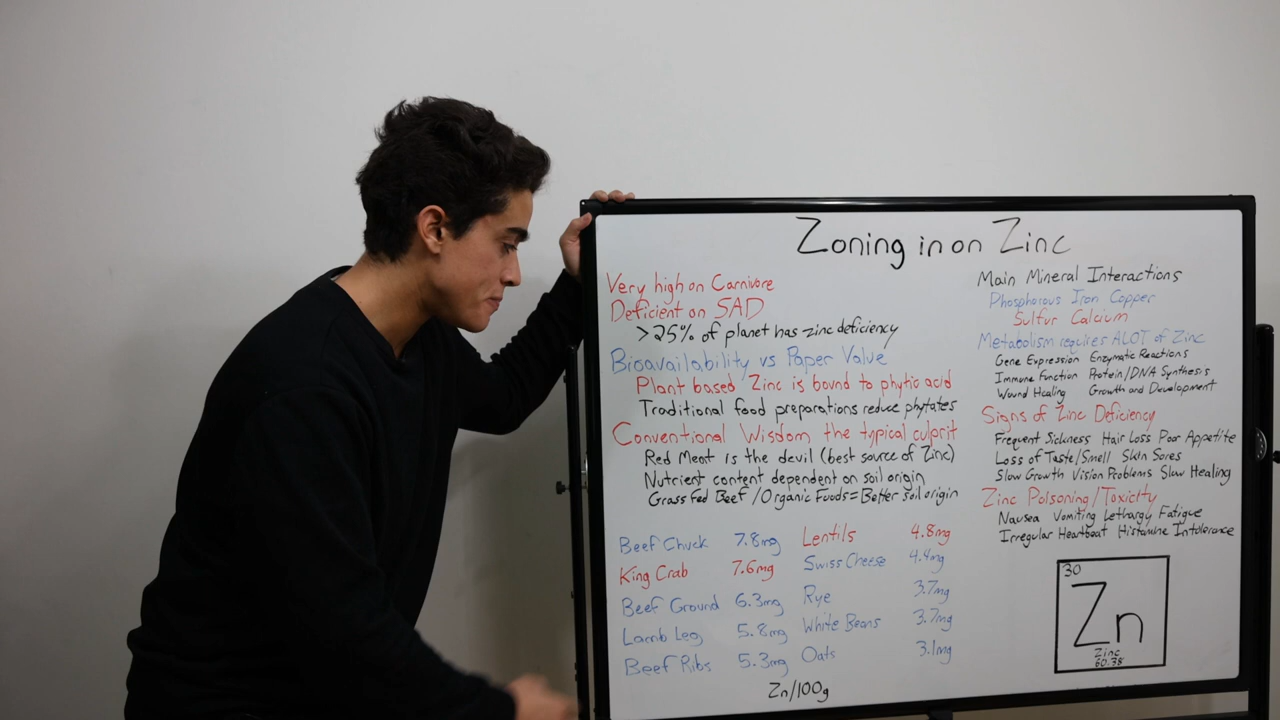 Zoning in on Zinc
Very high on Carnivore
Deficient on SAD
>25% of planet has zinc deficiency
Bioavailability vs Paper Value
Plant based Zinc is bound to phytic acid
Traditional food preparations reduce phytates
Conventional Wisdom the typical culprit
Red Meat is the devil (best source of Zinc)
Nutrient content dependent on soil origin
Grass Fed Beef/Organic Foods=Better soil origin
Beef Chuck 7.8mg
King Crab 7.6mg
Beef Ground 6.3mg
Lamb Leg 5.8mg
Beef Ribs 5.3mg
Lentils 4.8mg
Swiss Cheese 4.4mg
Rye 3.7mg
White Beans 3.7mg
Oats 3.1mg
Zn/100g
Main Mineral Interactions
Phosphorous Iron Copper
Sulfur Calcium
Metabolism requires ALOT of Zinc
Gene Expression Enzymatic Reactions
Immune Function Protein/DNA Synthesis
Wound Healing Growth and Development
Signs of Zinc Deficiency
Frequent Sickness Hair Loss Poor Appetite
Loss of Taste/Smell Skin Sores
Slow Growth Vision Problems Slow Healing
Zinc Poisoning/Toxicity
Nausea Vomiting Lethargy Fatigue
Irregular Heartbeat Histamine Intolerance
30
Zn
Zinc
60.38